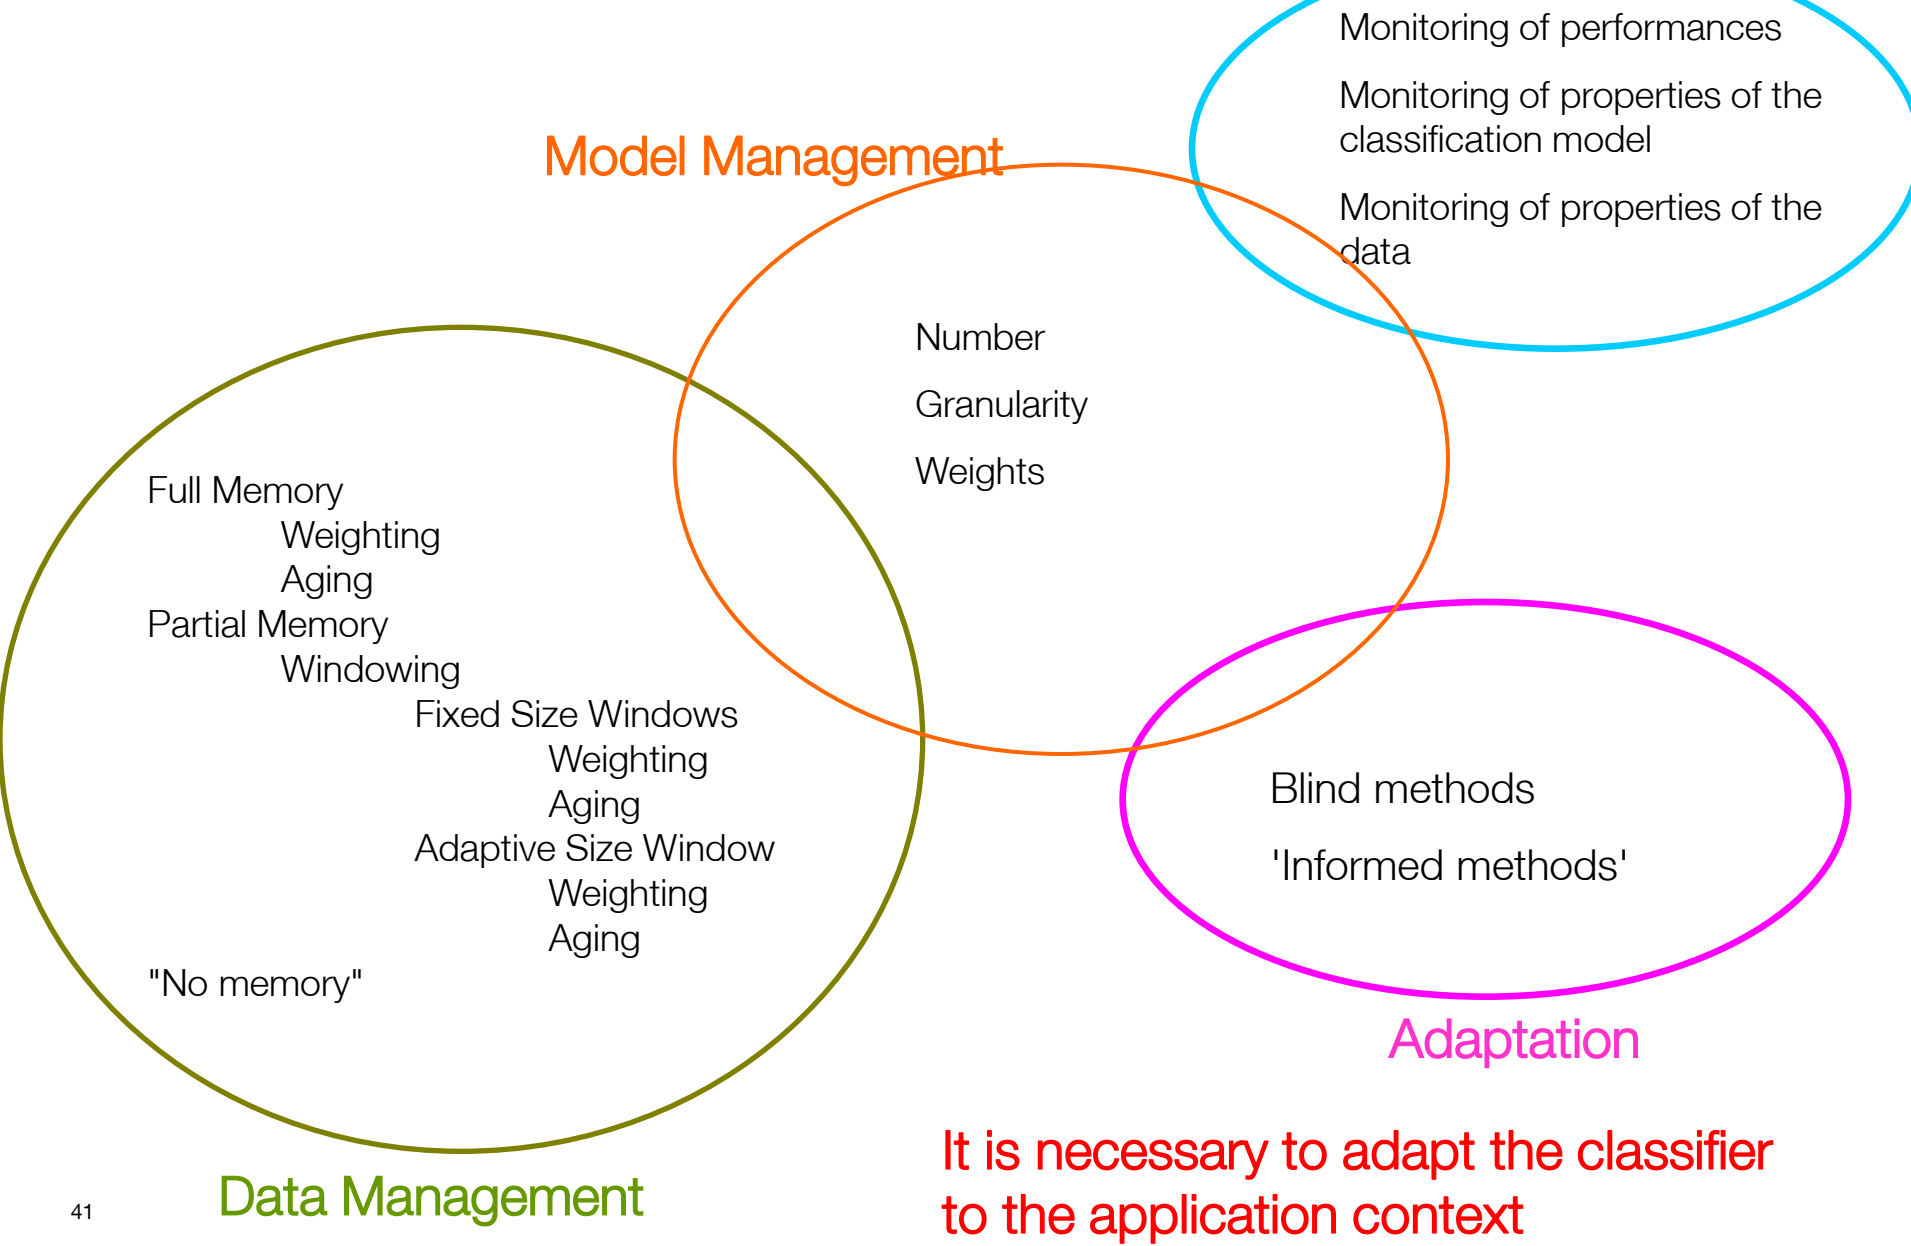 Monitoring of performances
Monitoring of properties of the
classification model
Monitoring of properties of the
data
Model Management
Number
Granularity
Weights
Full Memory
Weighting
Aging
Partial Memory
Windowing
Fixed Size Windows
Weighting
Aging
Adaptive Size Window
Weighting
Aging
"No memory"
Blind methods
'Informed methods'
Adaptation
It is necessary to adapt the classifier
to the application context
Data Management
41